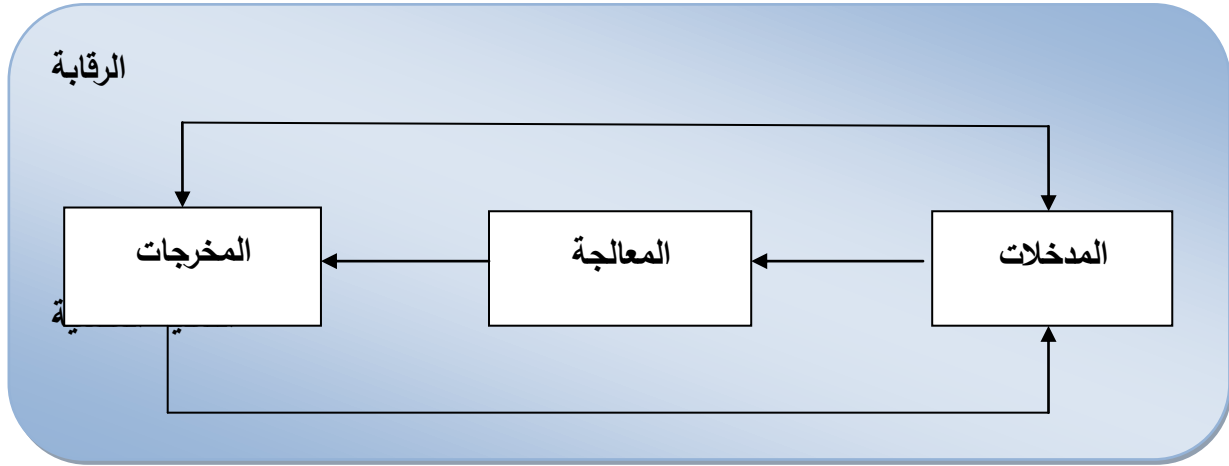 الرقابة
المدخلات
المعالجة
المخرجات